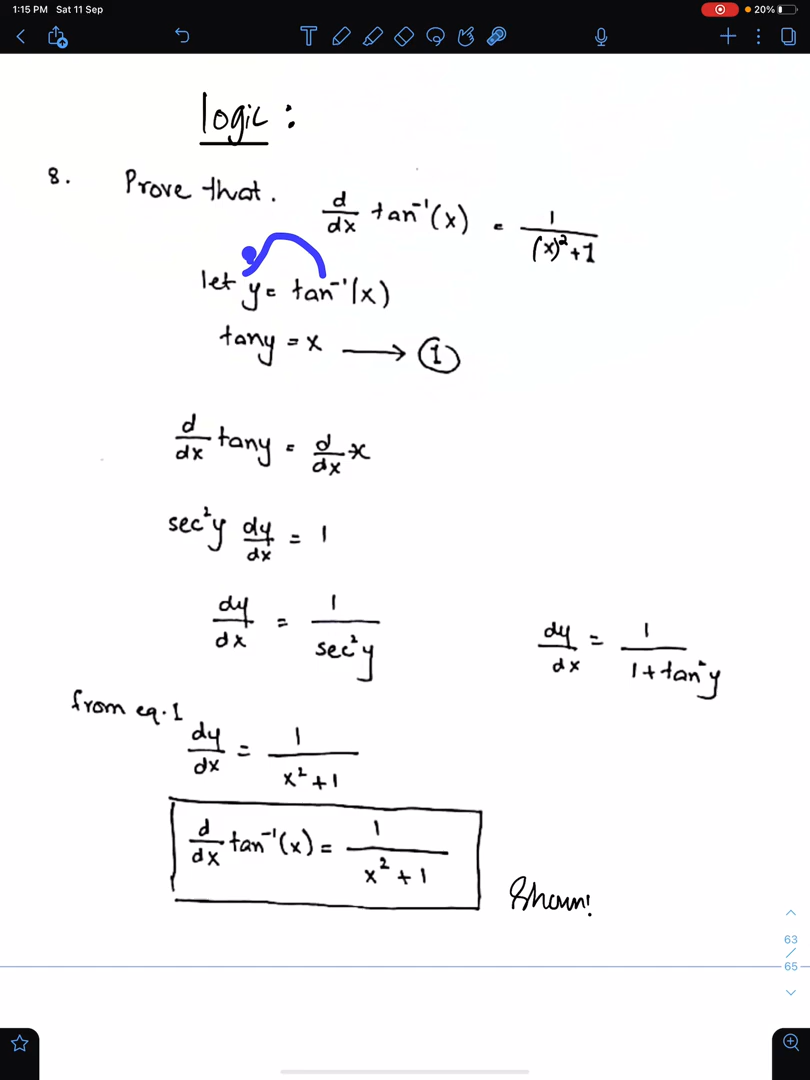 1:15 PM Sat 11 Sep
20%
T
logic :
8. Prove that. d/dx tan⁻¹(x) = 1/((x)²+1)
let y = tan⁻¹(x)
tany = x ⟶ ①
d/dx tany = d/dx x
sec²y dy/dx = 1
dy/dx = 1/sec²y
dy/dx = 1/(1+tan²y)
from eq.1 dy/dx = 1/(x²+1)
d/dx tan⁻¹(x) = 1/(x²+1)
Shown!
63
/
65